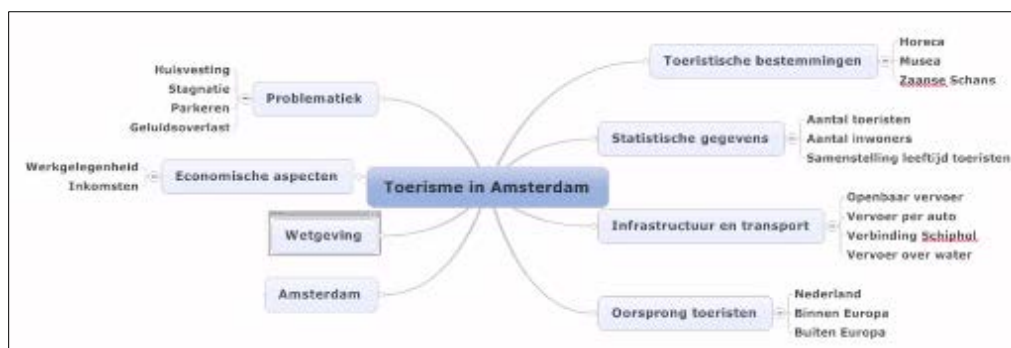 Toerisme in Amsterdam
Problematiek
Huisvesting
Stagnatie
Parkeren
Geluidsoverlast
Economische aspecten
Werkgelegenheid
Inkomsten
Wetgeving
Amsterdam
Toeristische bestemmingen
Horeca
Musea
Zaanse Schans
Statistische gegevens
Aantal toeristen
Aantal inwoners
Samenstelling leeftijd toeristen
Infrastructuur en transport
Openbaar vervoer
Vervoer per auto
Verbinding Schiphol
Vervoer over water
Oorsprong toeristen
Nederland
Binnen Europa
Buiten Europa